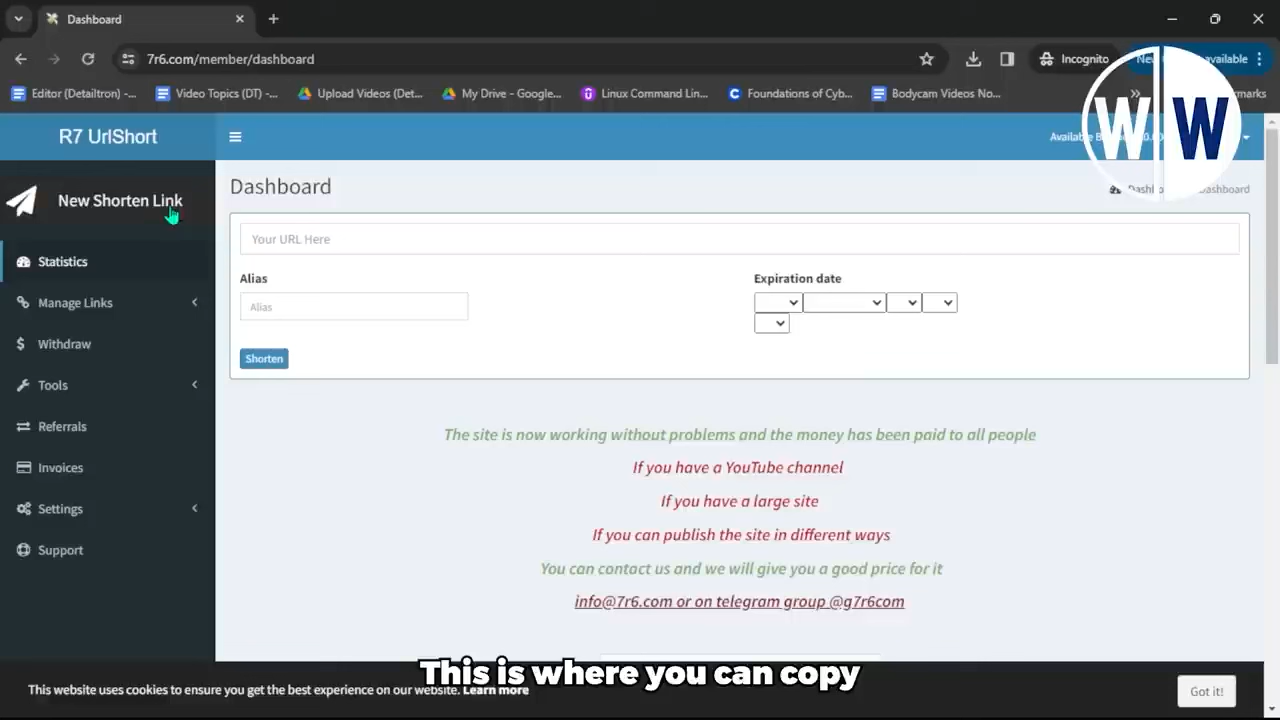 Dashboard
7r6.com/member/dashboard
Incognito
available
Editor (Detailtron) -...
Video Topics (DT) -...
Upload Videos (Det...
My Drive - Google...
Linux Command Lin...
Foundations of Cyb...
Bodycam Videos No...
W W
R7 UrlShort
New Shorten Link
Dashboard
Dashboard
Your URL Here
Alias
Expiration date
Alias
Shorten
Statistics
Manage Links
Withdraw
Tools
Referrals
Invoices
Settings
Support
The site is now working without problems and the money has been paid to all people
If you have a YouTube channel
If you have a large site
If you can publish the site in different ways
You can contact us and we will give you a good price for it
info@7r6.com or on telegram group @g7r6com
This is where you can copy
This website uses cookies to ensure you get the best experience on our website. Learn more
Got it!